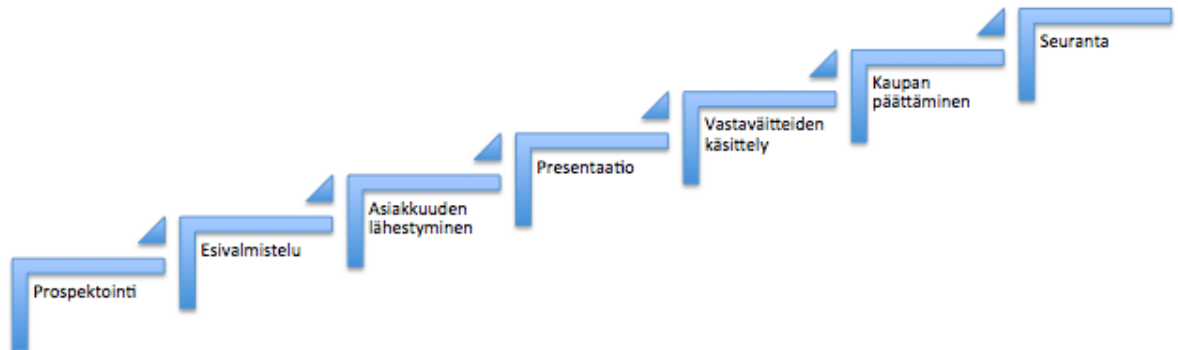 Prospektointi
Esivalmistelu
Asiakkuuden
lähestyminen
Presentaatio
Vastaväitteiden
käsittely
Kaupan
päättäminen
Seuranta